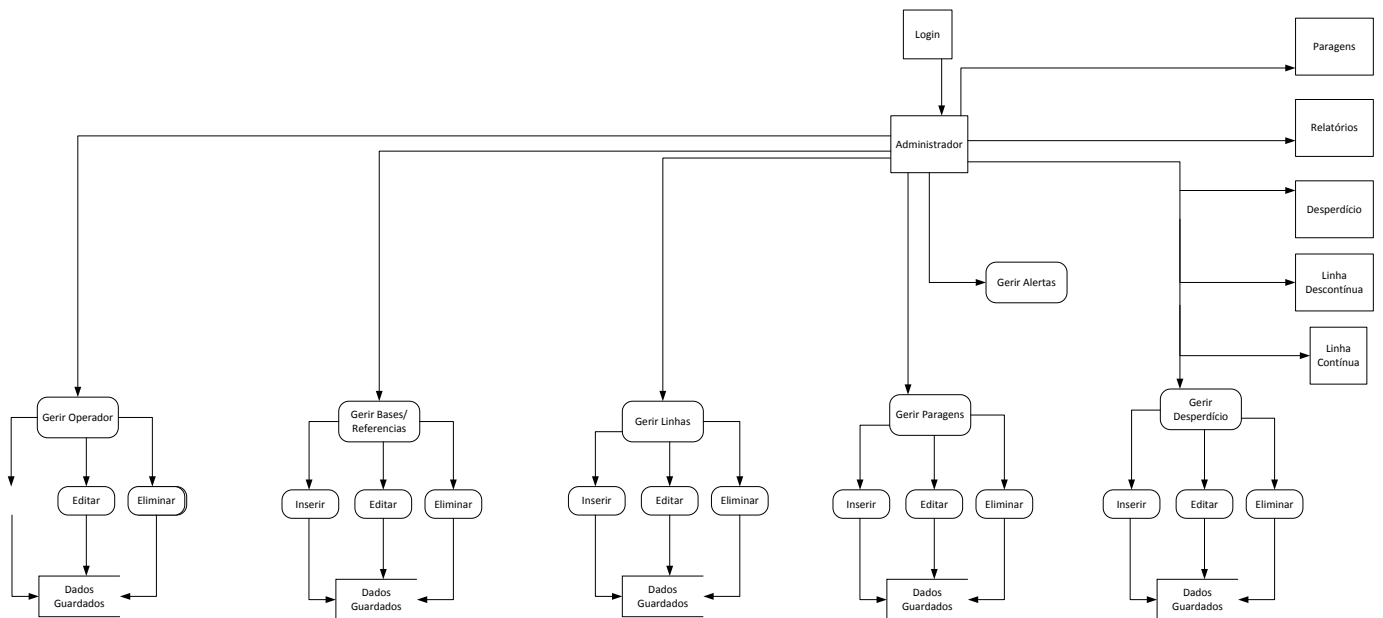 Login
Paragens
Administrador
Relatórios
Desperdício
Gerir Alertas
Linha
Descontínua
Linha
Contínua
Gerir Operador
Gerir Bases/
Referencias
Gerir Linhas
Gerir Paragens
Gerir
Desperdício
Editar
Eliminar
Inserir
Editar
Eliminar
Inserir
Editar
Eliminar
Inserir
Editar
Eliminar
Inserir
Editar
Eliminar
Dados
Guardados
Dados
Guardados
Dados
Guardados
Dados
Guardados
Dados
Guardados